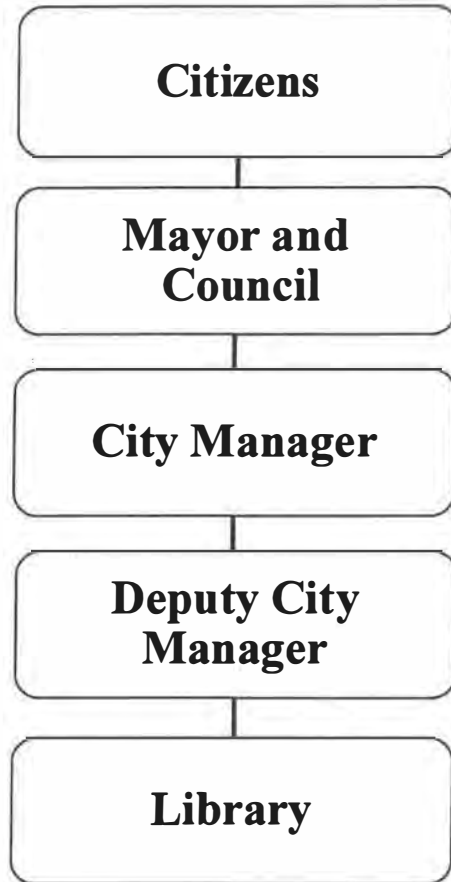 Citizens
Mayor and
Council
City Manager
Deputy City
Manager
Library